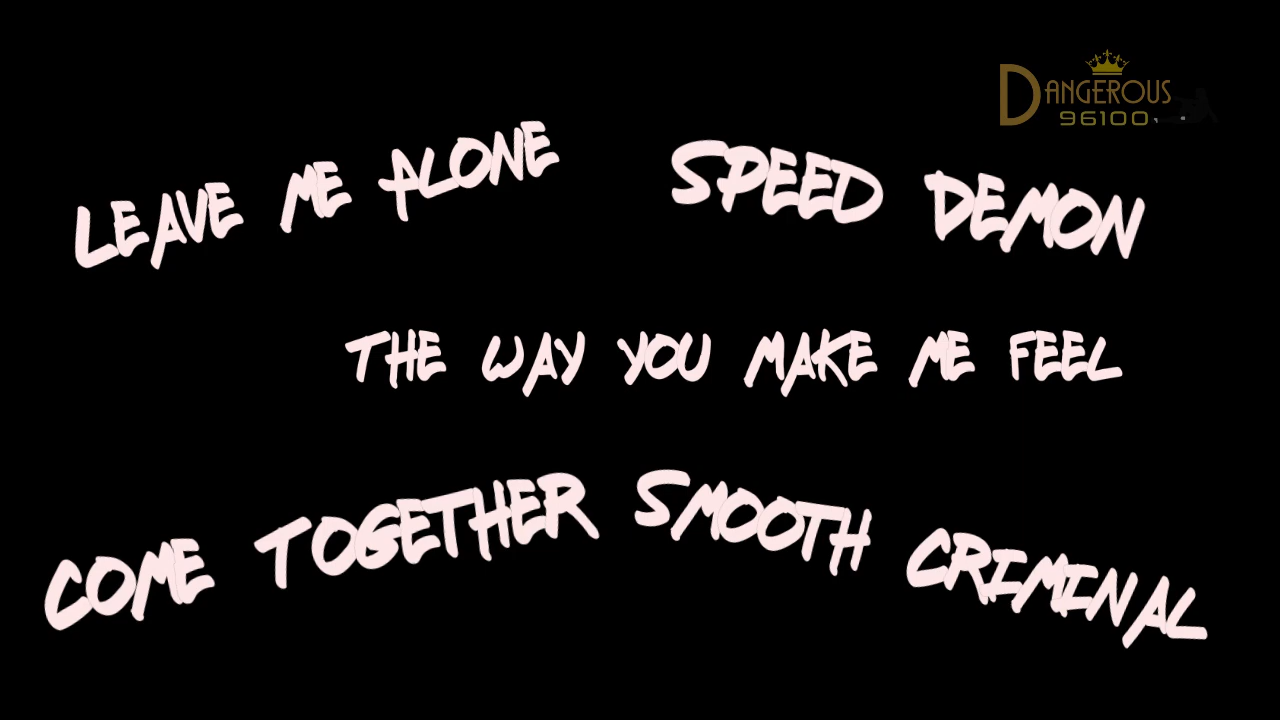 DANGEROUS
96100
LEAVE ME ALONE
SPEED DEMON
THE WAY YOU MAKE ME FEEL
COME TOGETHER
SMOOTH CRIMINAL